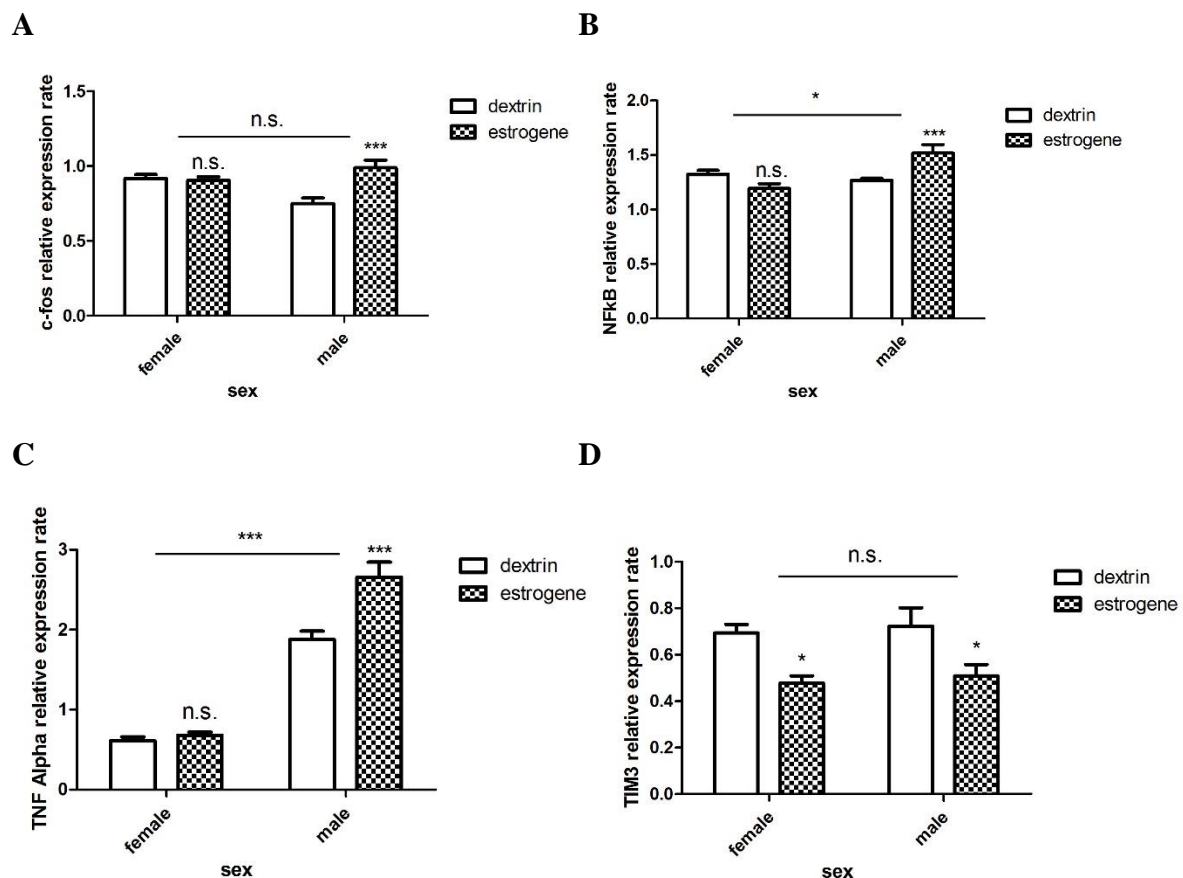 A
c-fos relative expression rate
1.5
1.0
0.5
0.0
n.s.
n.s.
***
dextrin
estrogene
female
male
sex
B
NFkB relative expression rate
2.0
1.5
1.0
0.5
0.0
*
n.s.
***
dextrin
estrogene
female
male
sex
C
TNF Alpha relative expression rate
3
2
1
0
***
n.s.
***
dextrin
estrogene
female
male
sex
D
TIM3 relative expression rate
1.0
0.8
0.6
0.4
0.2
0.0
n.s.
*
*
dextrin
estrogene
female
male
sex